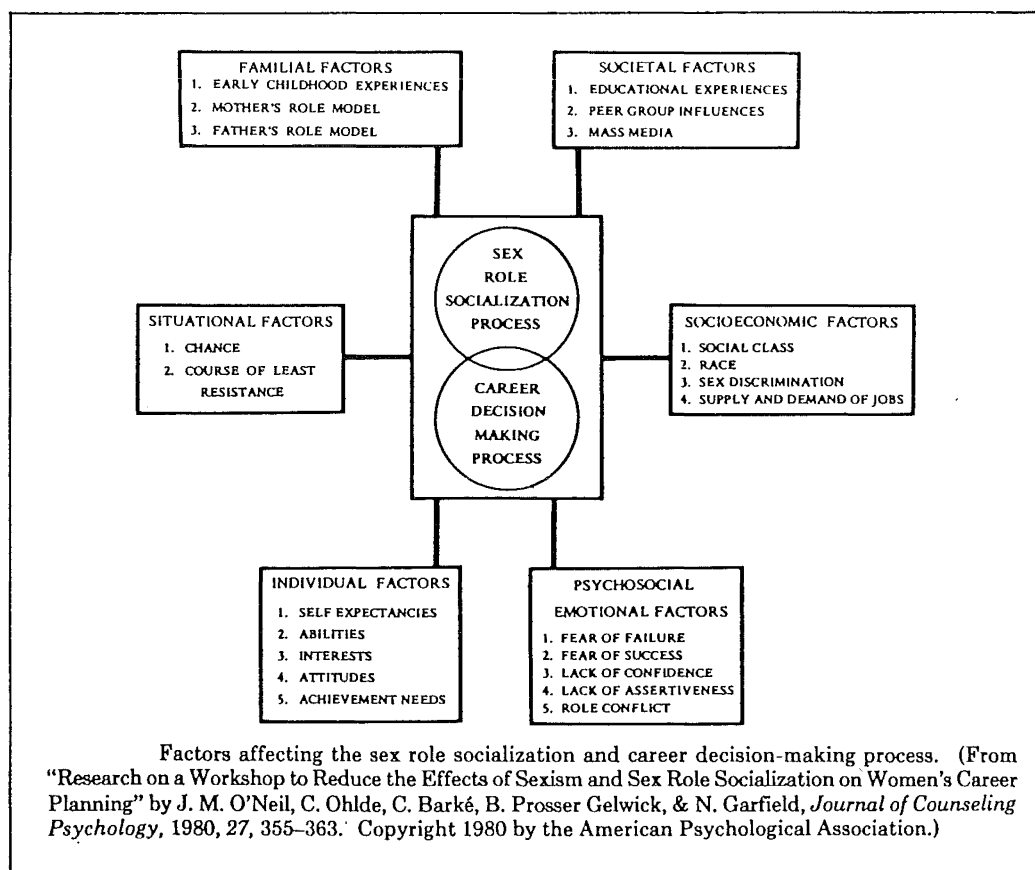 FAMILIAL FACTORS
1. EARLY CHILDHOOD EXPERIENCES
2. MOTHER'S ROLE MODEL
3. FATHER'S ROLE MODEL
SOCIETAL FACTORS
1. EDUCATIONAL EXPERIENCES
2. PEER GROUP INFLUENCES
3. MASS MEDIA
SEX
ROLE
SOCIALIZATION
PROCESS
SITUATIONAL FACTORS
1. CHANCE
2. COURSE OF LEAST
RESISTANCE
SOCIOECONOMIC FACTORS
1. SOCIAL CLASS
2. RACE
3. SEX DISCRIMINATION
4. SUPPLY AND DEMAND OF JOBS
CAREER
DECISION
MAKING
PROCESS
INDIVIDUAL FACTORS
1. SELF EXPECTANCIES
2. ABILITIES
3. INTERESTS
4. ATTITUDES
5. ACHIEVEMENT NEEDS
PSYCHOSOCIAL
EMOTIONAL FACTORS
1. FEAR OF FAILURE
2. FEAR OF SUCCESS
3. LACK OF CONFIDENCE
4. LACK OF ASSERTIVENESS
5. ROLE CONFLICT
Factors affecting the sex role socialization and career decision-making process. (From
"Research on a Workshop to Reduce the Effects of Sexism and Sex Role Socialization on Women's Career
Planning" by J. M. O'Neil, C. Ohlde, C. Barké, B. Prosser Gelwick, & N. Garfield, Journal of Counseling
Psychology, 1980, 27, 355–363. Copyright 1980 by the American Psychological Association.)